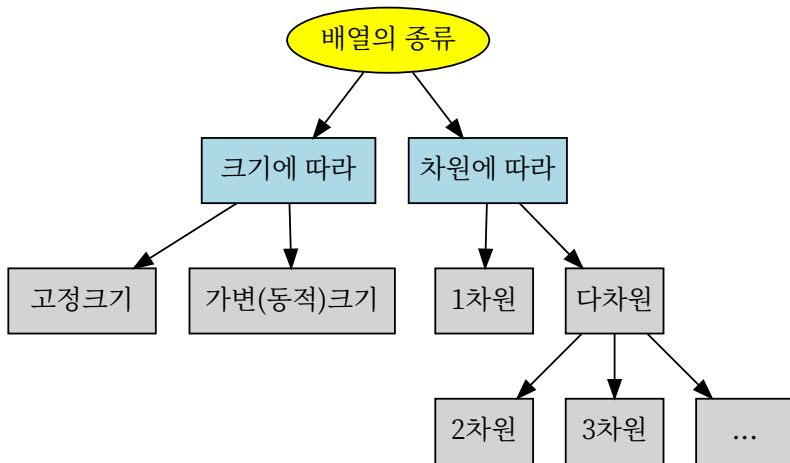 배열의 종류
크기에 따라
차원에 따라
고정크기
가변(동적)크기
1차원
다차원
2차원
3차원
...